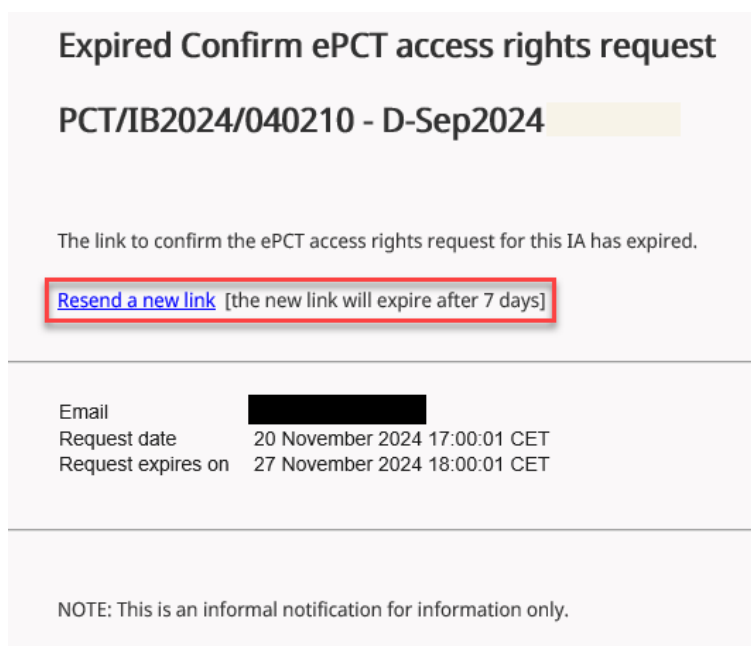 Expired Confirm ePCT access rights request
PCT/IB2024/040210 - D-Sep2024
The link to confirm the ePCT access rights request for this IA has expired.
Resend a new link [the new link will expire after 7 days]
Email
Request date 20 November 2024 17:00:01 CET
Request expires on 27 November 2024 18:00:01 CET
NOTE: This is an informal notification for information only.